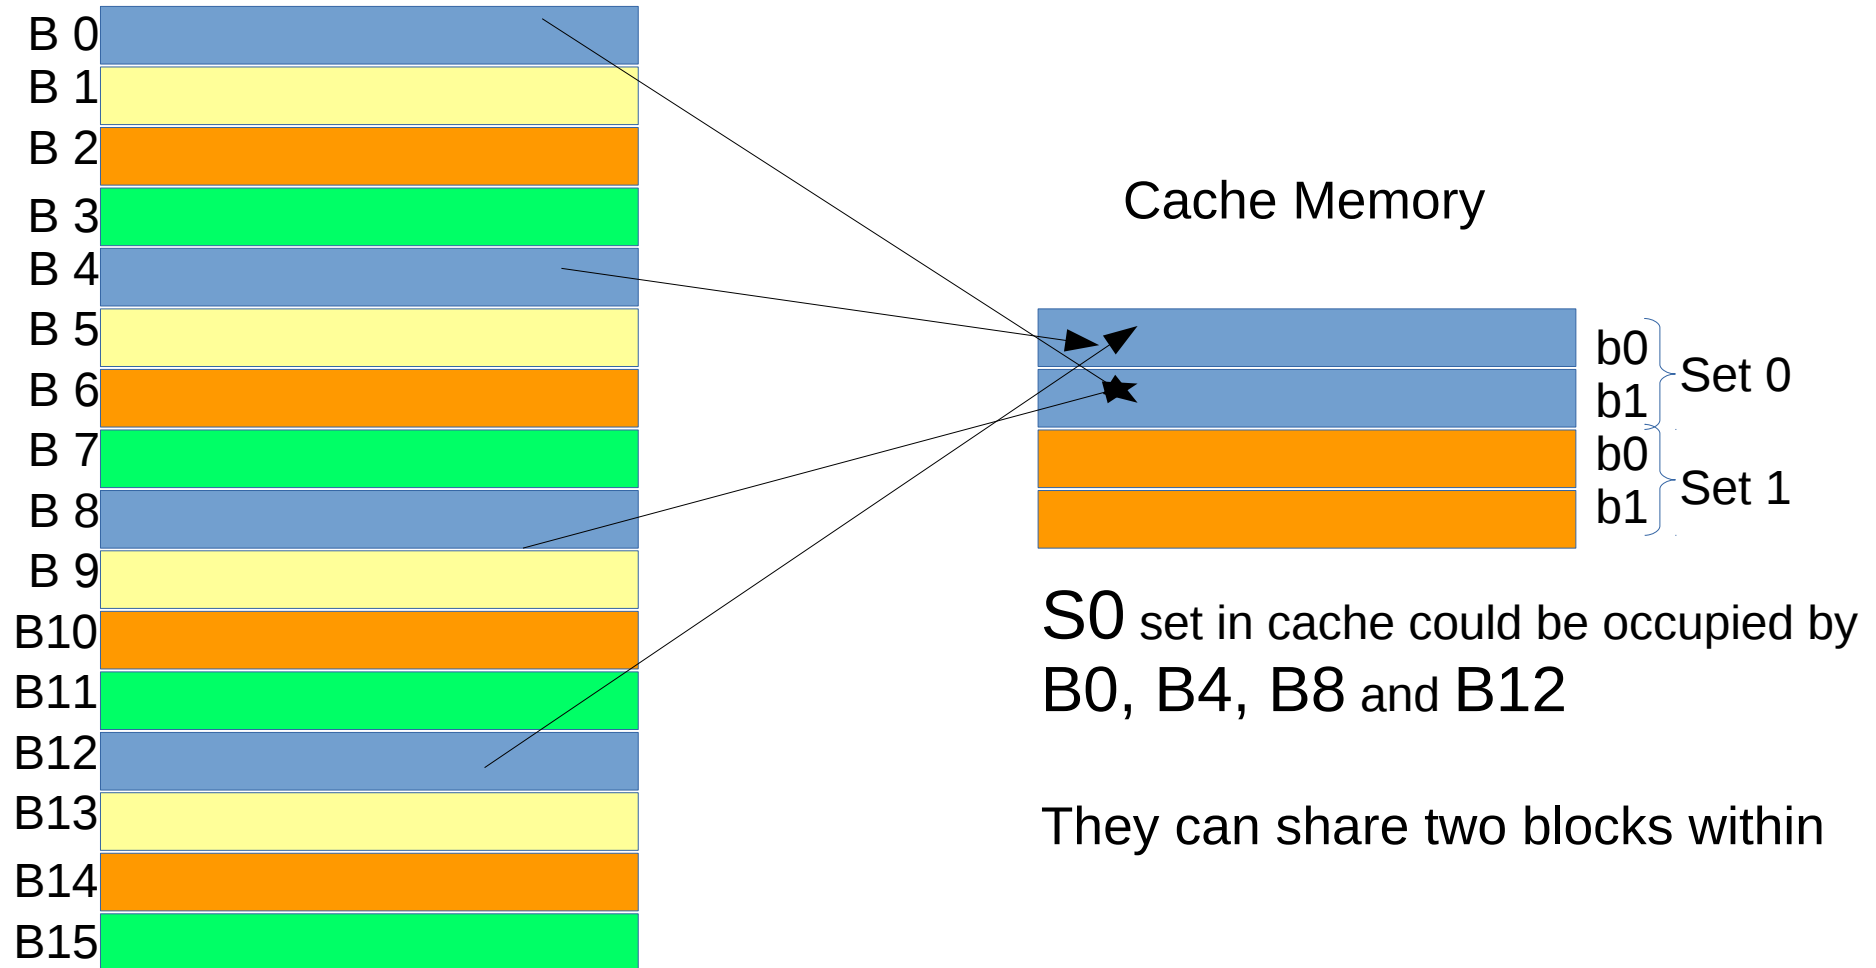 B 0
B 1
B 2
B 3
B 4
B 5
B 6
B 7
B 8
B 9
B10
B11
B12
B13
B14
B15
Cache Memory
b0
b1
Set 0
b0
b1
Set 1
S0 set in cache could be occupied by
B0, B4, B8 and B12
They can share two blocks within